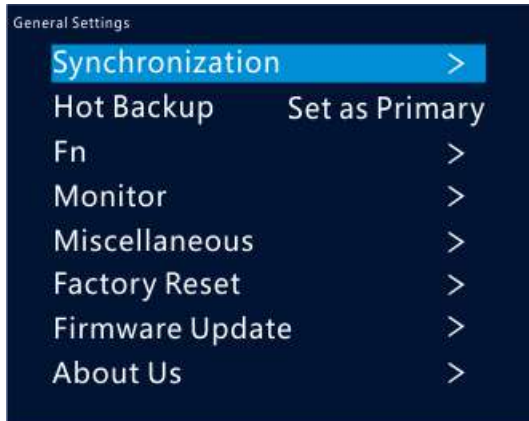 General Settings
Synchronization >
Hot Backup Set as Primary
Fn >
Monitor >
Miscellaneous >
Factory Reset >
Firmware Update >
About Us >